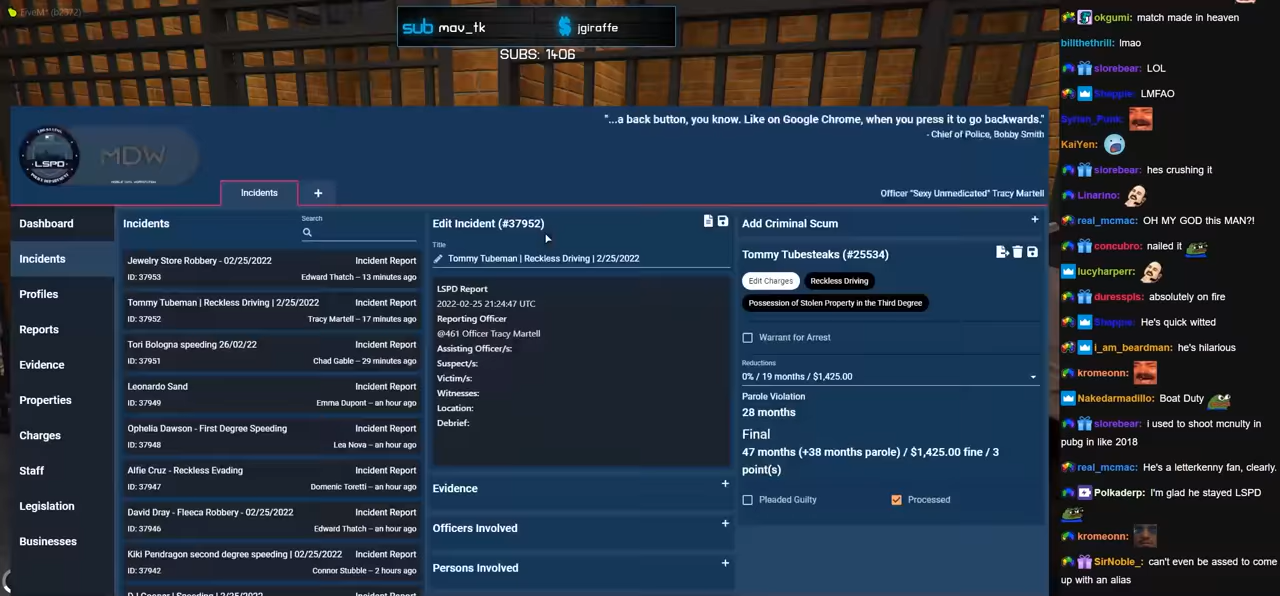 FiveM® (b2372)
sub mav_tk jgiraffe
SUBS: 1406
"...a back button, you know. Like on Google Chrome, when you press it to go backwards."
- Chief of Police, Bobby Smith
LSPD
MDW
MOBILE DATA WORKSTATION
Incidents
+
Officer "Sexy Unmedicated" Tracy Martell
Dashboard
Incidents
Profiles
Reports
Evidence
Properties
Charges
Staff
Legislation
Businesses
Incidents
Search
Jewelry Store Robbery - 02/25/2022 Incident Report
ID: 37953 Edward Thatch – 13 minutes ago
Tommy Tubeman | Reckless Driving | 2/25/2022 Incident Report
ID: 37952 Tracy Martell – 17 minutes ago
Tori Bologna speeding 26/02/22 Incident Report
ID: 37951 Chad Gable – 29 minutes ago
Leonardo Sand Incident Report
ID: 37949 Emma Dupont – an hour ago
Ophelia Dawson - First Degree Speeding Incident Report
ID: 37948 Lea Nova – an hour ago
Alfie Cruz - Reckless Evading Incident Report
ID: 37947 Domenic Toretti – an hour ago
David Dray - Fleeca Robbery - 02/25/2022 Incident Report
ID: 37946 Edward Thatch – an hour ago
Kiki Pendragon second degree speeding | 02/25/2022 Incident Report
ID: 37942 Connor Stubble – 2 hours ago
Edit Incident (#37952)
Title
Tommy Tubeman | Reckless Driving | 2/25/2022
LSPD Report
2022-02-25 21:24:47 UTC
Reporting Officer
@461 Officer Tracy Martell
Assisting Officer/s:
Suspect/s:
Victim/s:
Witnesses:
Location:
Debrief:
Evidence +
Officers Involved +
Persons Involved +
Add Criminal Scum +
Tommy Tubesteaks (#25534)
Edit Charges Reckless Driving
Possession of Stolen Property in the Third Degree
Warrant for Arrest
Reductions
0% / 19 months / $1,425.00
Parole Violation
28 months
Final
47 months (+38 months parole) / $1,425.00 fine / 3
point(s)
Pleaded Guilty Processed
okgumi: match made in heaven
billthethrill: lmao
slorebear: LOL
Shappie: LMFAO
Syrien_Punk:
KaiYen:
slorebear: hes crushing it
Linarino:
real_mcmac: OH MY GOD this MAN?!
concubro: nailed it
lucyharperr:
duresspls: absolutely on fire
Shappie: He's quick witted
i_am_beardman: he's hilarious
kromeonn:
Nakedarmadillo: Boat Duty
slorebear: i used to shoot mcnulty in
pubg in like 2018
real_mcmac: He's a letterkenny fan, clearly.
Polkaderp: I'm glad he stayed LSPD
kromeonn:
SirNoble_: can't even be assed to come
up with an alias